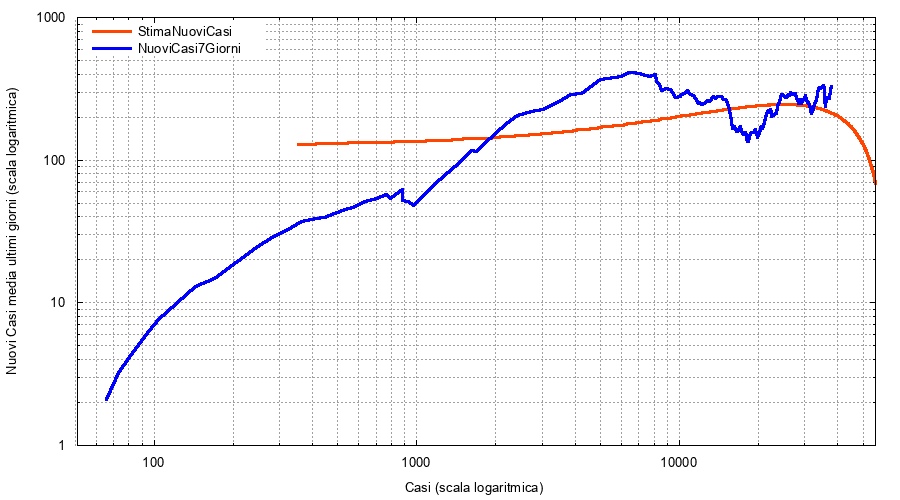 1000
StimaNuoviCasi
NuoviCasi7Giorni
100
10
1
Nuovi Casi media ultimi giorni (scala logaritmica)
100
1000
10000
Casi (scala logaritmica)